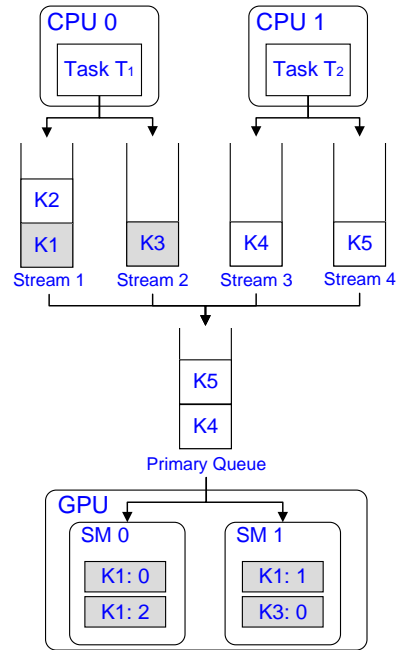 CPU 0
CPU 1
Task T1
Task T2
K2
K1
K3
K4
K5
Stream 1
Stream 2
Stream 3
Stream 4
K5
K4
Primary Queue
GPU
SM 0
SM 1
K1: 0
K1: 1
K1: 2
K3: 0